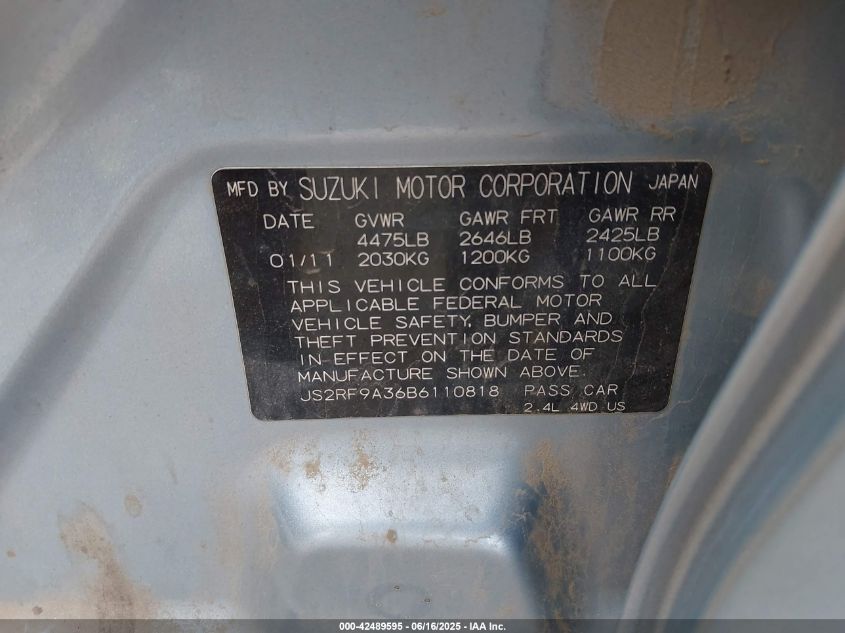 MFD BY SUZUKI MOTOR CORPORATION JAPAN
DATE GVWR GAWR FRT GAWR RR
4475LB 2646LB 2425LB
01/11 2030KG 1200KG 1100KG
THIS VEHICLE CONFORMS TO ALL
APPLICABLE FEDERAL MOTOR
VEHICLE SAFETY, BUMPER AND
THEFT PREVENTION STANDARDS
IN EFFECT ON THE DATE OF
MANUFACTURE SHOWN ABOVE.
JS2RF9A36B6110818 PASS CAR
2.4L 4WD US
000-42489595 - 06/16/2025 - IAA Inc.